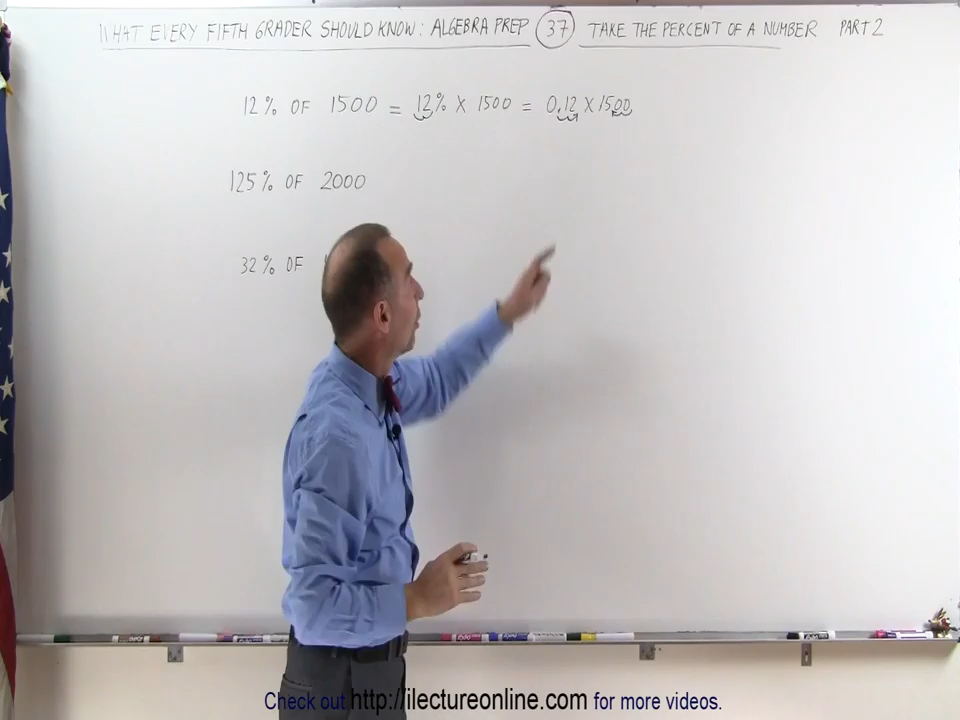 WHAT EVERY FIFTH GRADER SHOULD KNOW: ALGEBRA PREP 37 TAKE THE PERCENT OF A NUMBER PART 2
12% OF 1500 = 12% X 1500 = 0.12 X 1500
125% OF 2000
32% OF
Check out http://ilectureonline.com for more videos.